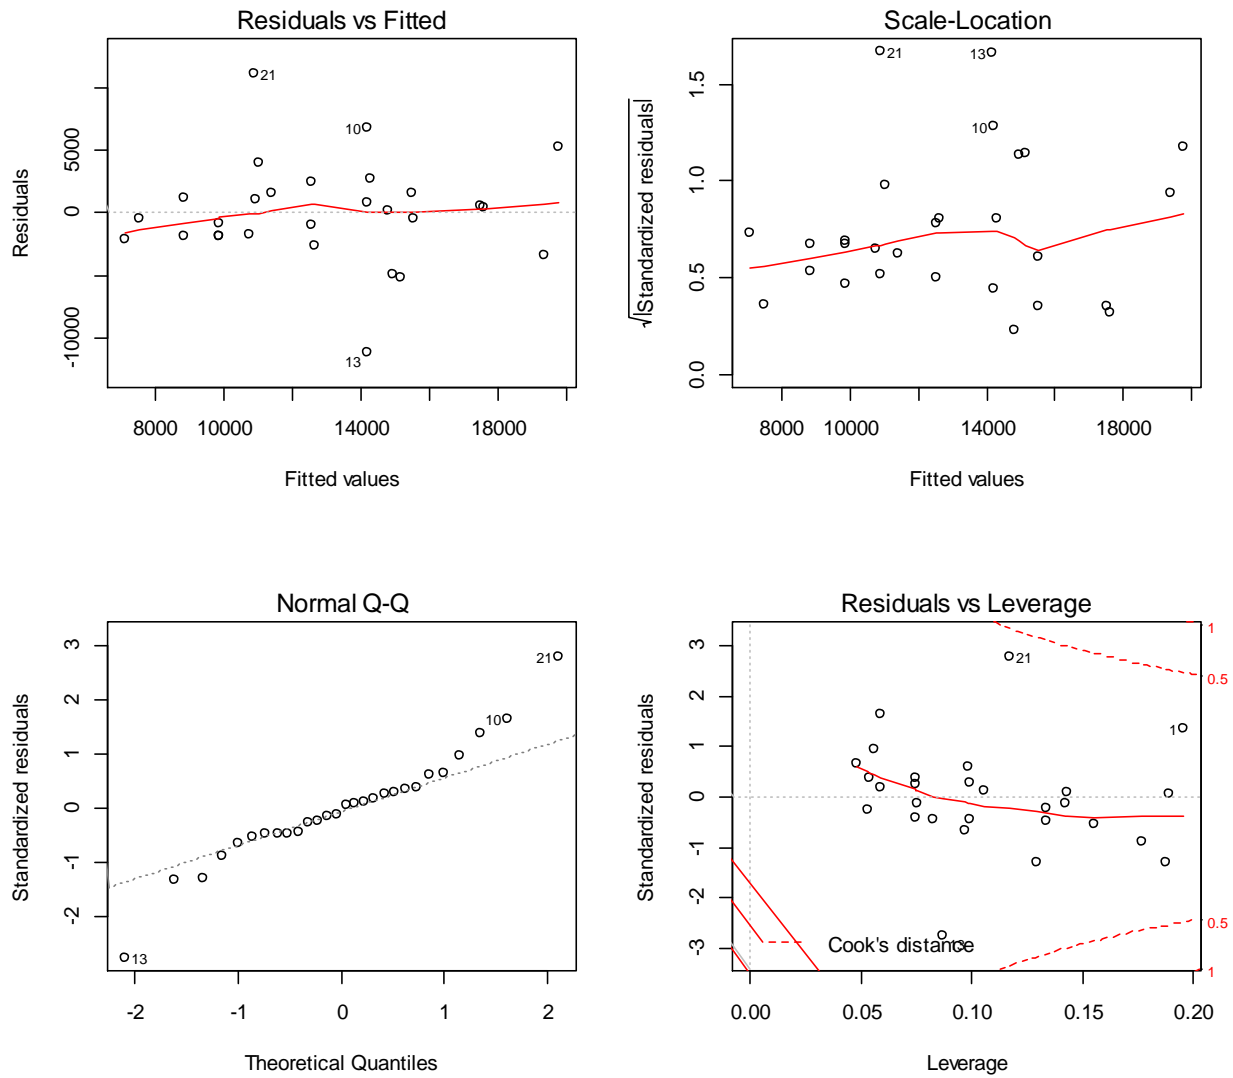 Residuals vs Fitted
Residuals
5000
0
-10000
21
10
13
8000 10000 14000 18000
Fitted values
Scale-Location
√|Standardized residuals|
1.5
1.0
0.5
0.0
21
13
10
8000 10000 14000 18000
Fitted values
Normal Q-Q
Standardized residuals
3
2
1
0
-1
-2
21
10
13
-2 -1 0 1 2
Theoretical Quantiles
Residuals vs Leverage
Standardized residuals
3
2
1
0
-1
-2
-3
21
1
13
Cook's distance
1
0.5
0.5
1
0.00 0.05 0.10 0.15 0.20
Leverage